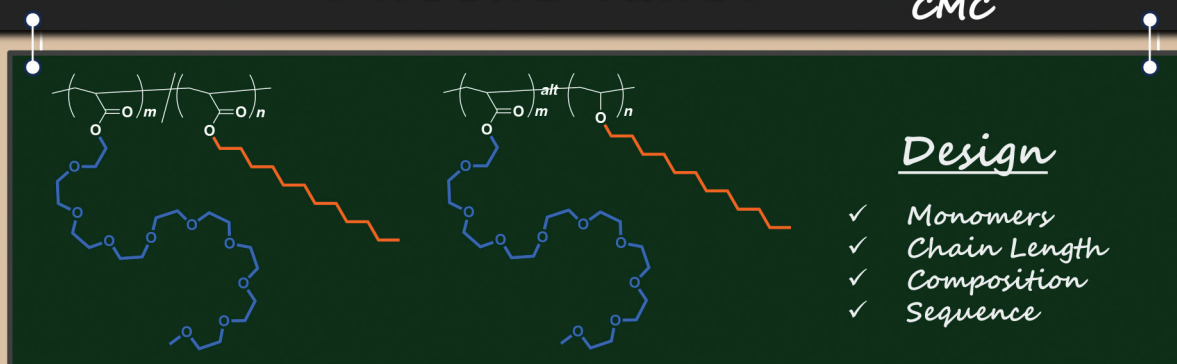 CMC
alt
O m O n O m n
O O O O
Design
✓ Monomers
✓ Chain Length
✓ Composition
✓ Sequence